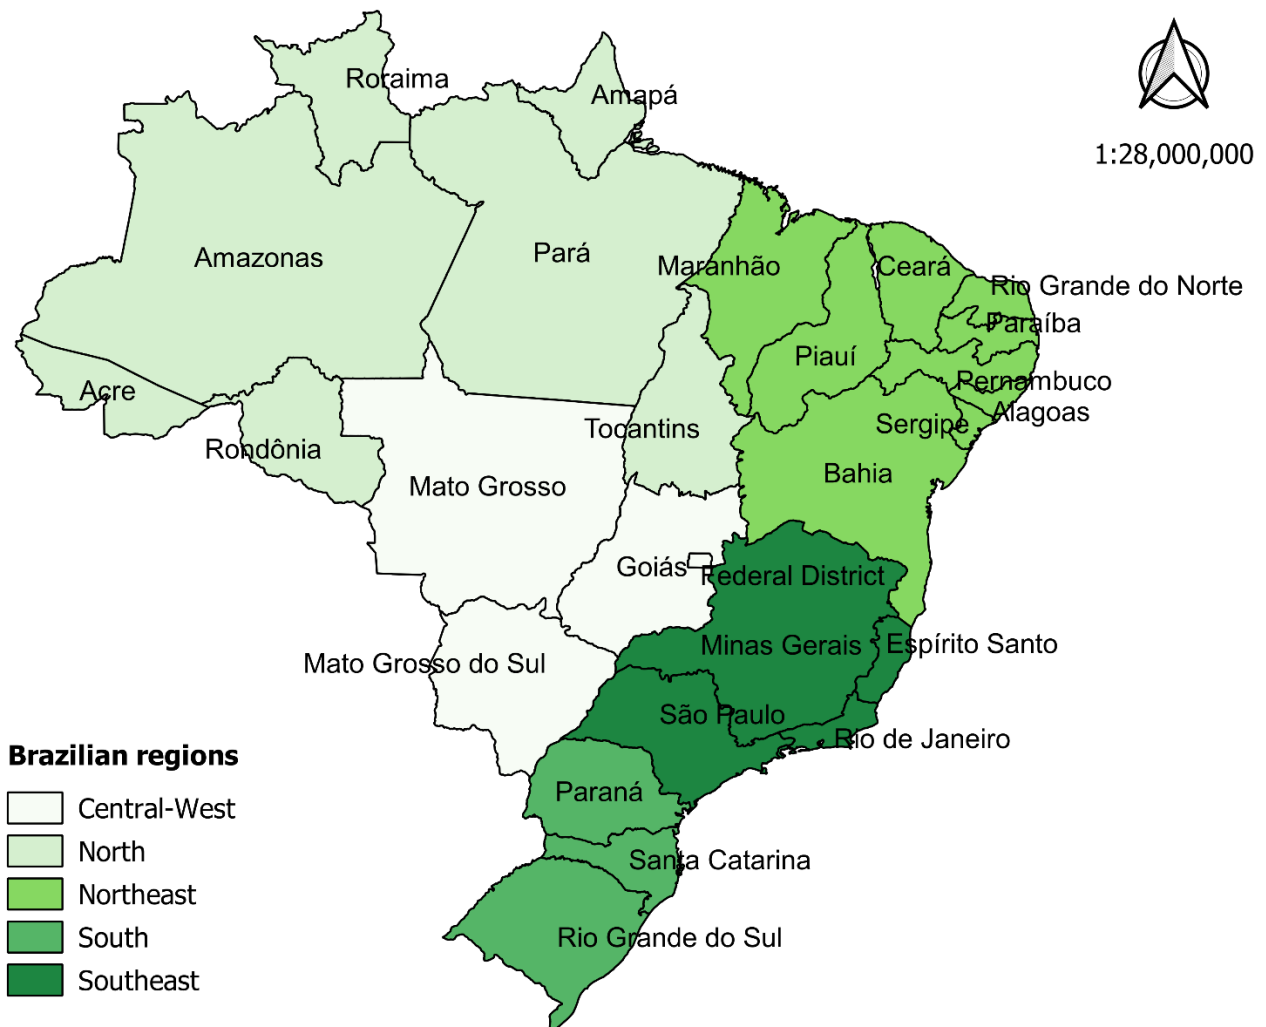 Roraima
Amapá
1:28,000,000
Amazonas
Pará
Maranhão
Ceará
Rio Grande do Norte
Paraíba
Piauí
Acre
Pernambuco
Alagoas
Sergipe
Tocantins
Rondônia
Bahia
Mato Grosso
Goiás
Federal District
Minas Gerais
Espírito Santo
Mato Grosso do Sul
São Paulo
Rio de Janeiro
Paraná
Santa Catarina
Rio Grande do Sul
Brazilian regions
Central-West
North
Northeast
South
Southeast